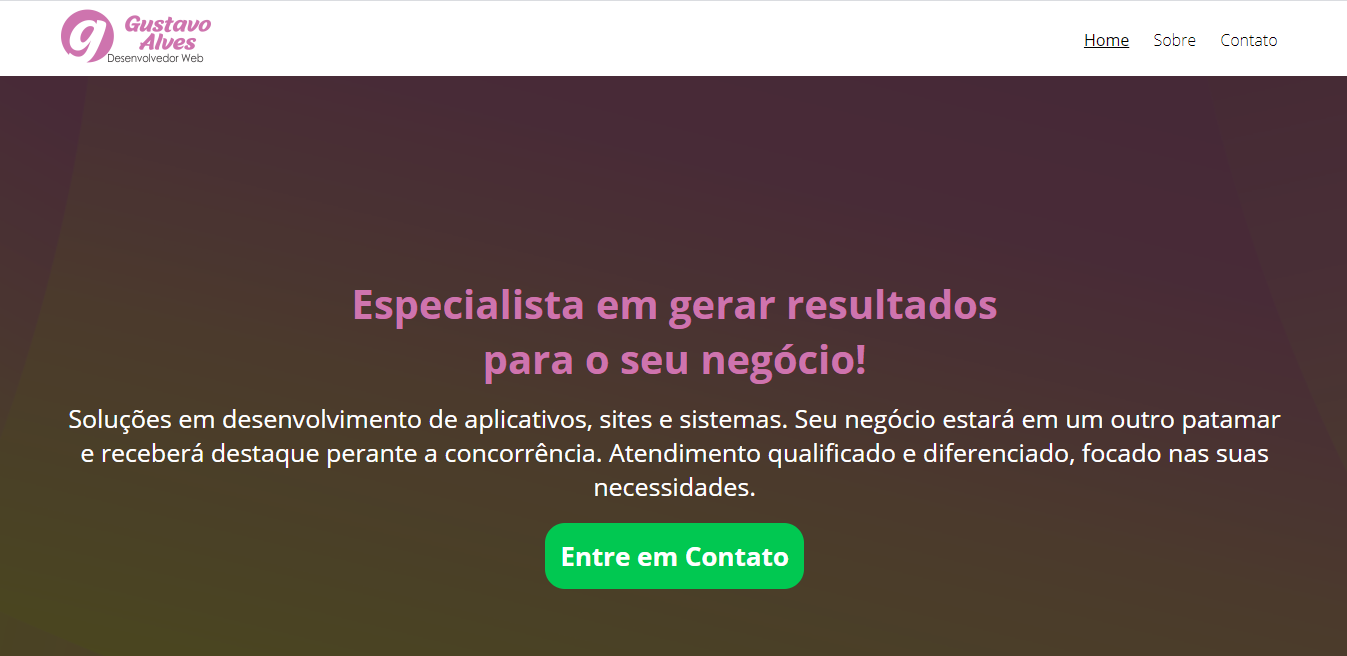 g
Gustavo
Alves
Desenvolvedor Web
Home Sobre Contato
Especialista em gerar resultados
para o seu negócio!
Soluções em desenvolvimento de aplicativos, sites e sistemas. Seu negócio estará em um outro patamar
e receberá destaque perante a concorrência. Atendimento qualificado e diferenciado, focado nas suas
necessidades.
Entre em Contato